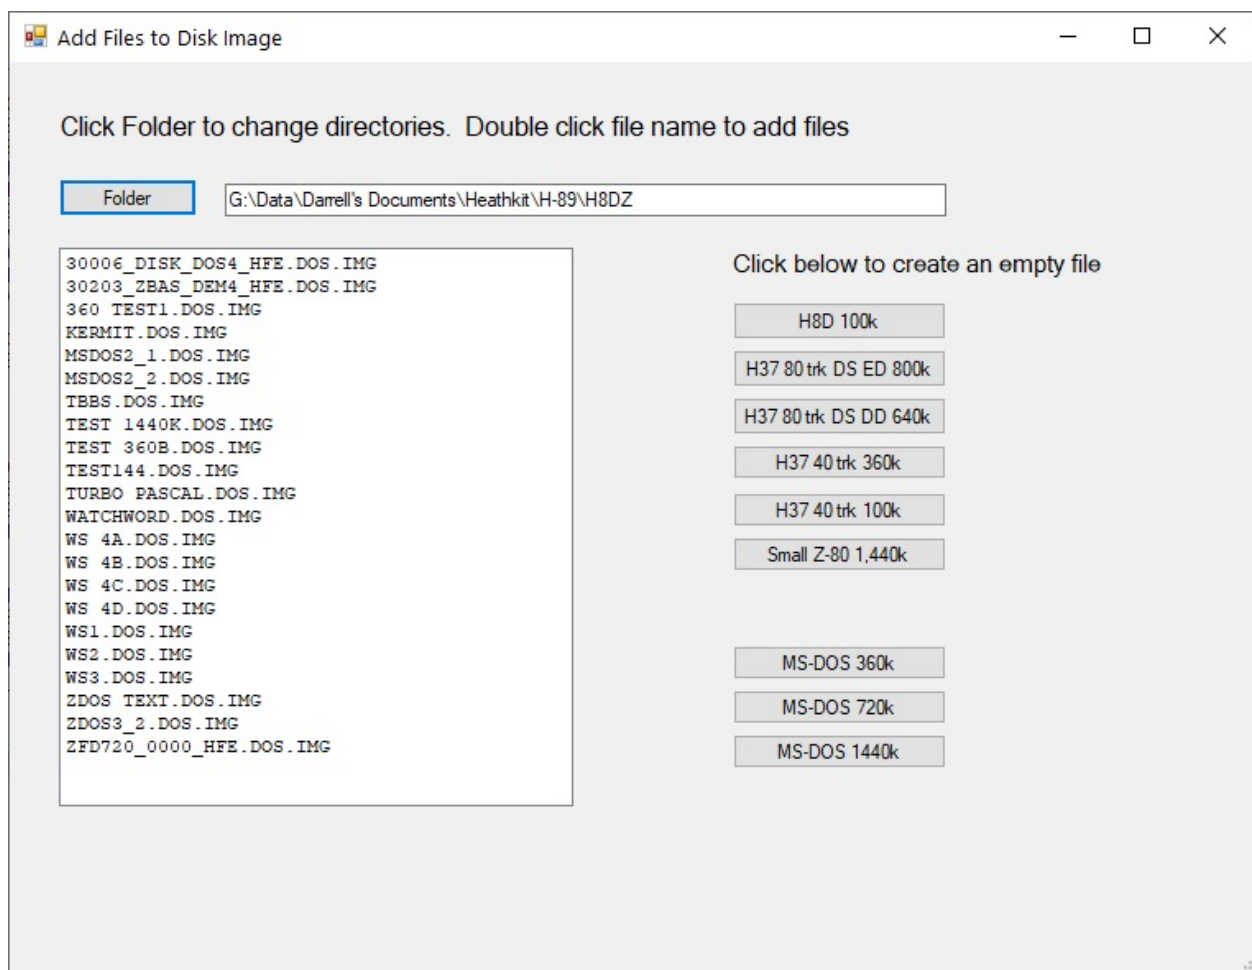 Add Files to Disk Image
Click Folder to change directories.  Double click file name to add files
Folder
G:\Data\Darrell's Documents\Heathkit\H-89\H8DZ
30006_DISK_DOS4_HFE.DOS.IMG
30203_ZBAS_DEM4_HFE.DOS.IMG
360 TEST1.DOS.IMG
KERMIT.DOS.IMG
MSDOS2_1.DOS.IMG
MSDOS2_2.DOS.IMG
TBBS.DOS.IMG
TEST 1440K.DOS.IMG
TEST 360B.DOS.IMG
TEST144.DOS.IMG
TURBO PASCAL.DOS.IMG
WATCHWORD.DOS.IMG
WS 4A.DOS.IMG
WS 4B.DOS.IMG
WS 4C.DOS.IMG
WS 4D.DOS.IMG
WS1.DOS.IMG
WS2.DOS.IMG
WS3.DOS.IMG
ZDOS TEXT.DOS.IMG
ZDOS3_2.DOS.IMG
ZFD720_0000_HFE.DOS.IMG
Click below to create an empty file
H8D 100k
H37 80 trk DS ED 800k
H37 80 trk DS DD 640k
H37 40 trk 360k
H37 40 trk 100k
Small Z-80 1,440k
MS-DOS 360k
MS-DOS 720k
MS-DOS 1440k